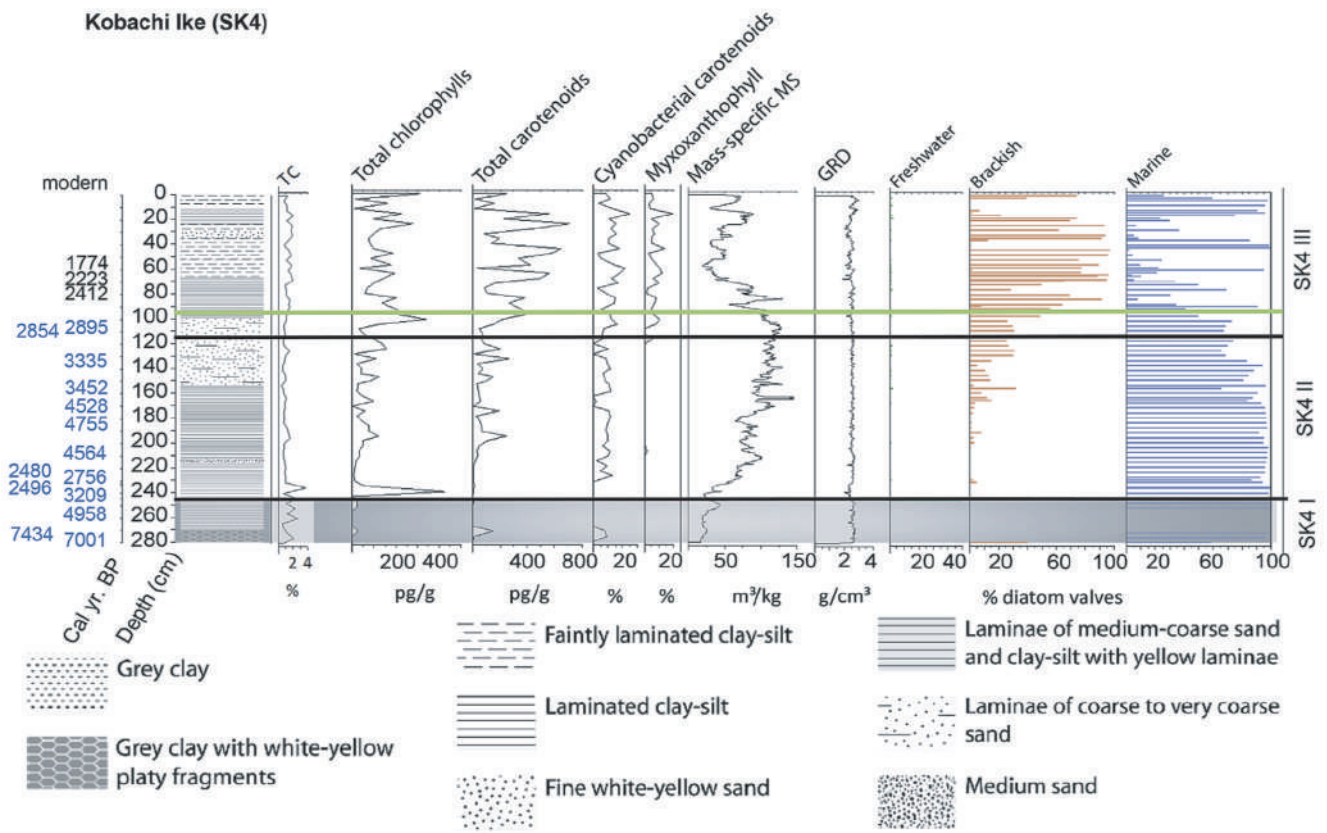 Kobachi Ike (SK4)
TC
Total chlorophylls
Total carotenoids
Cyanobacterial carotenoids
Myxoxanthophyll
Mass-specific MS
GRD
Freshwater
Brackish
Marine
modern
0
20
40
60
80
100
120
140
160
180
200
220
240
260
280
1774
2223
2412
2854 2895
3335
3452
4528
4755
4564
2480
2756
2496
3209
4958
7434 7001
SK4 III
SK4 II
SK4 I
2 4
200 400
400 800
20
20
50 150
2 4
20 40
20 60 100
20 60 100
%
pg/g
pg/g
%
%
m³/kg
g/cm³
% diatom valves
Cal yr. BP
Depth (cm)
Grey clay
Grey clay with white-yellow
platy fragments
Faintly laminated clay-silt
Laminated clay-silt
Fine white-yellow sand
Laminae of medium-coarse sand
and clay-silt with yellow laminae
Laminae of coarse to very coarse
sand
Medium sand